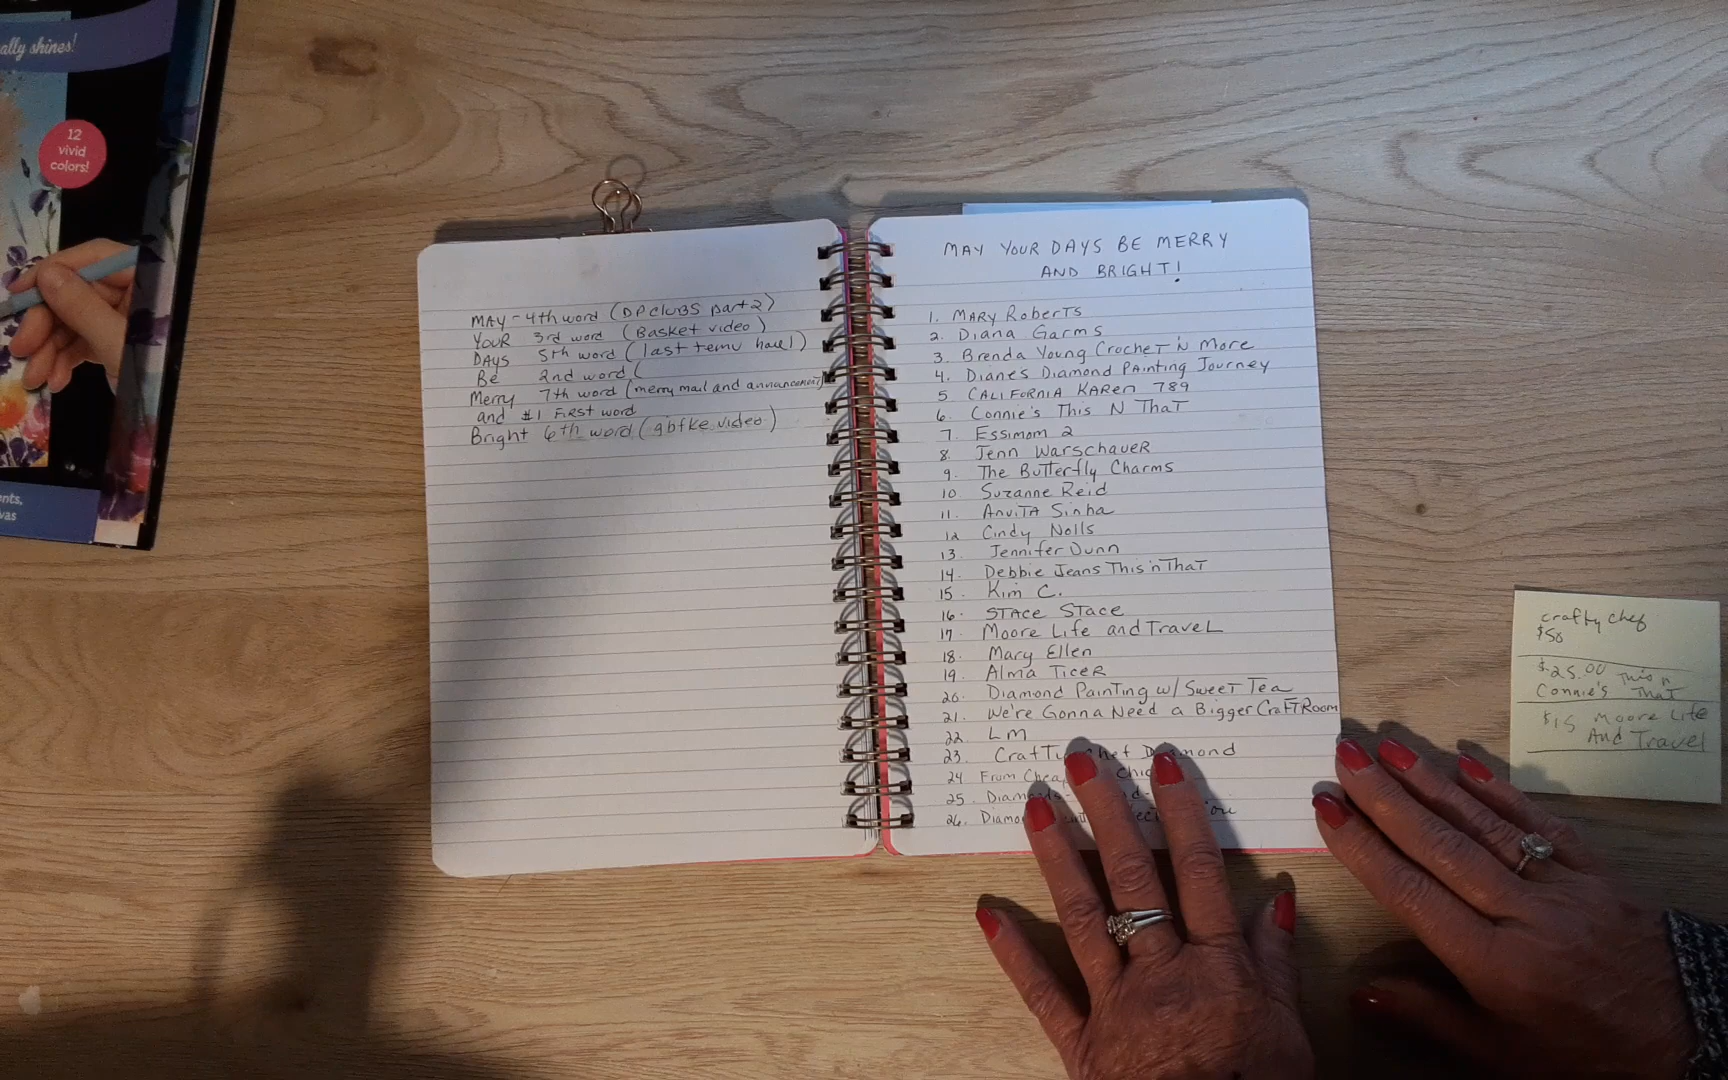 ally shines!
12
vivid
colors!
nts,
vas
MAY - 4th word (DP CLUBS part 2)
YOUR 3rd word (Basket video)
DAYS 5th word (last temu haul)
Be 2nd word (
Merry 7th word (merry mail and announcement)
and #1 First word
Bright 6th word (gbfke video)
MAY YOUR DAYS BE MERRY
AND BRIGHT!
1. MARY Roberts
2. Diana Garms
3. Brenda Young Crochet 'N More
4. Diane's Diamond Painting Journey
5. CALIFORNIA KAREN 789
6. Connie's This N That
7. Essimom 2
8. Jenn Warschauer
9. The Butterfly Charms
10. Suzanne Reid
11. Anvita Sinha
12 Cindy Nolls
13. Jennifer Dunn
14. Debbie Jeans This 'n That
15. Kim C.
16. STACE STACE
17. Moore Life and Travel
18. Mary Ellen
19. Alma Ticer
20. Diamond Painting w/ Sweet Tea
21. We're Gonna Need a Bigger Craft Room
22. LM
23. Crafty Chef Diamond
24 From
25.
26.
crafty chef
$50
$25.00 This n
Connie's That
$15 Moore Life
And Travel